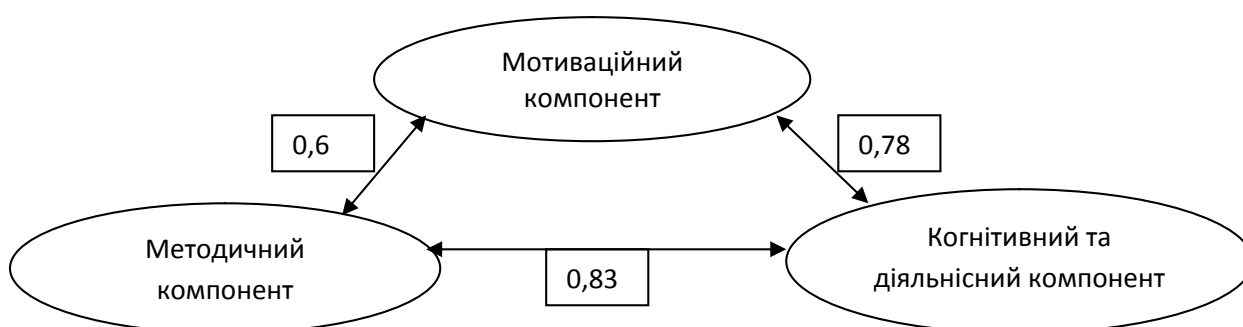 Мотиваційний
компонент
0,6
0,78
Методичний
компонент
0,83
Когнітивний та
діяльнісний компонент